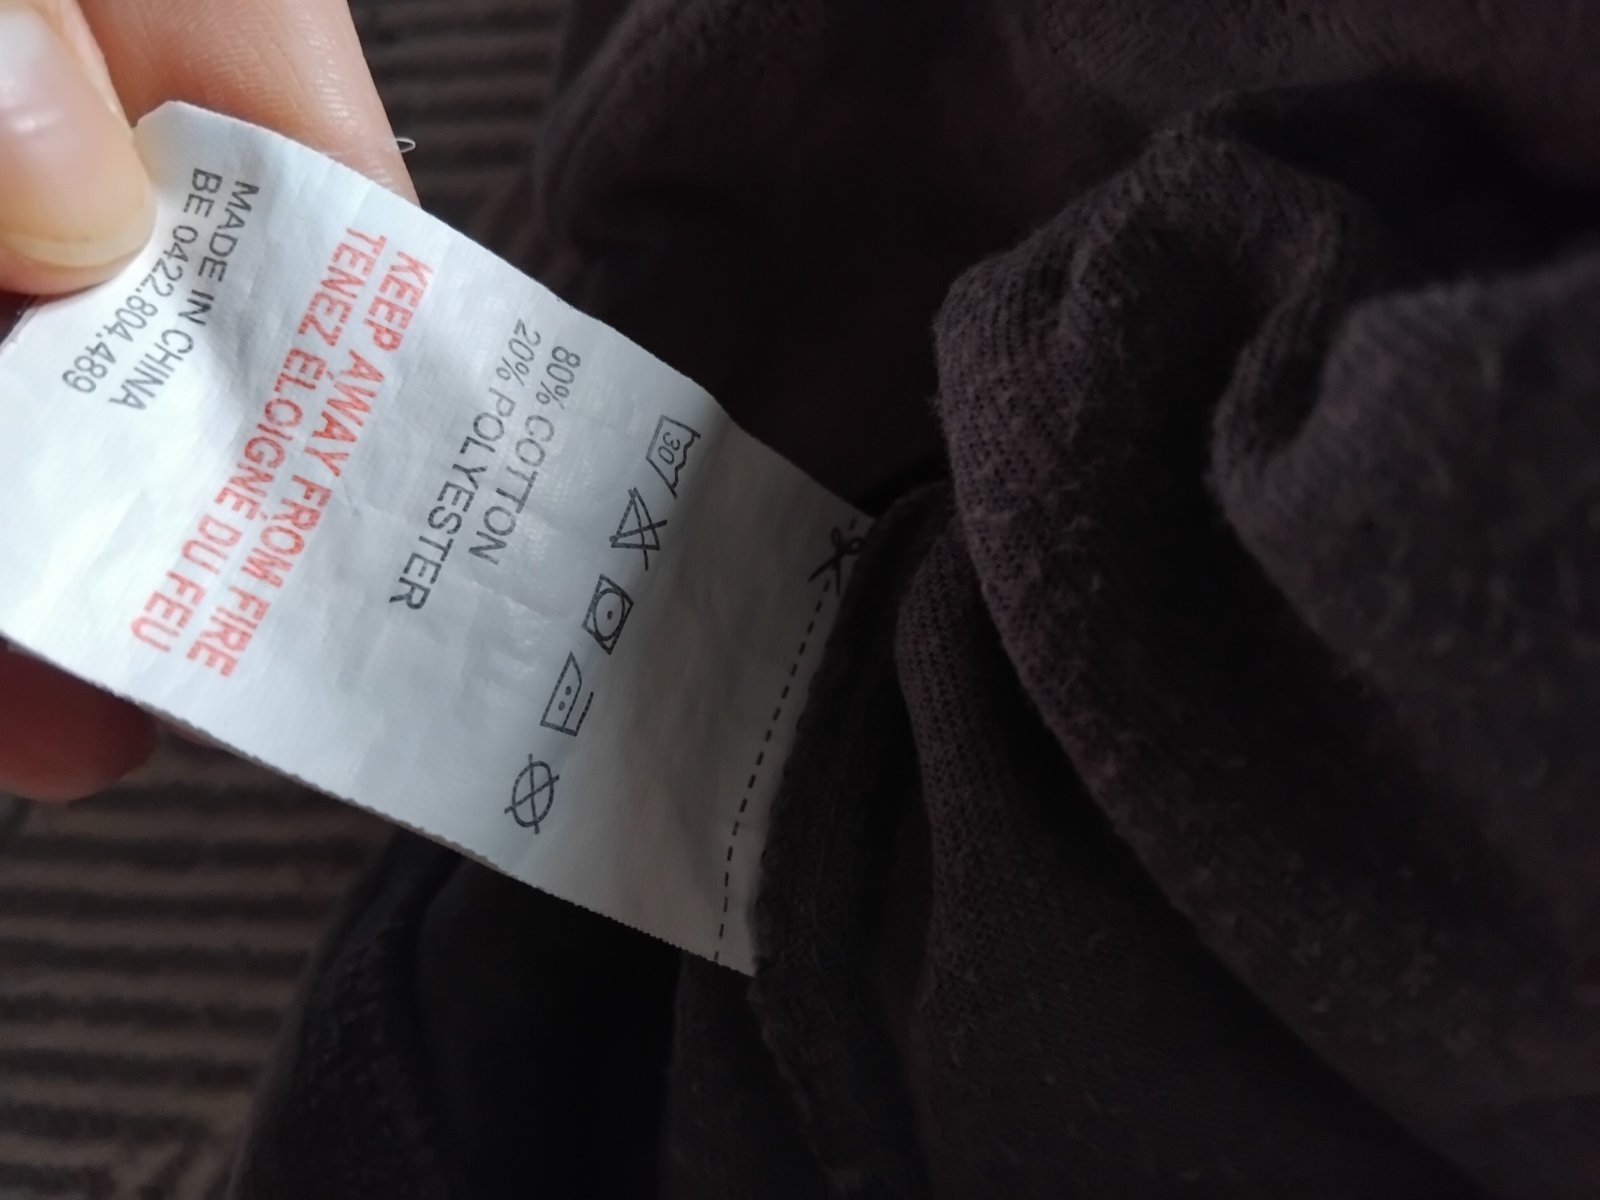 30
80% COTTON
20% POLYESTER
KEEP AWAY FROM FIRE
TENEZ ÉLOIGNÉ DU FEU
MADE IN CHINA
BE 0422.804.489